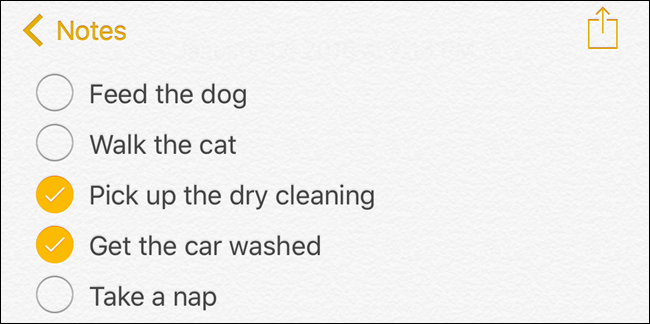 Notes
Feed the dog
Walk the cat
Pick up the dry cleaning
Get the car washed
Take a nap